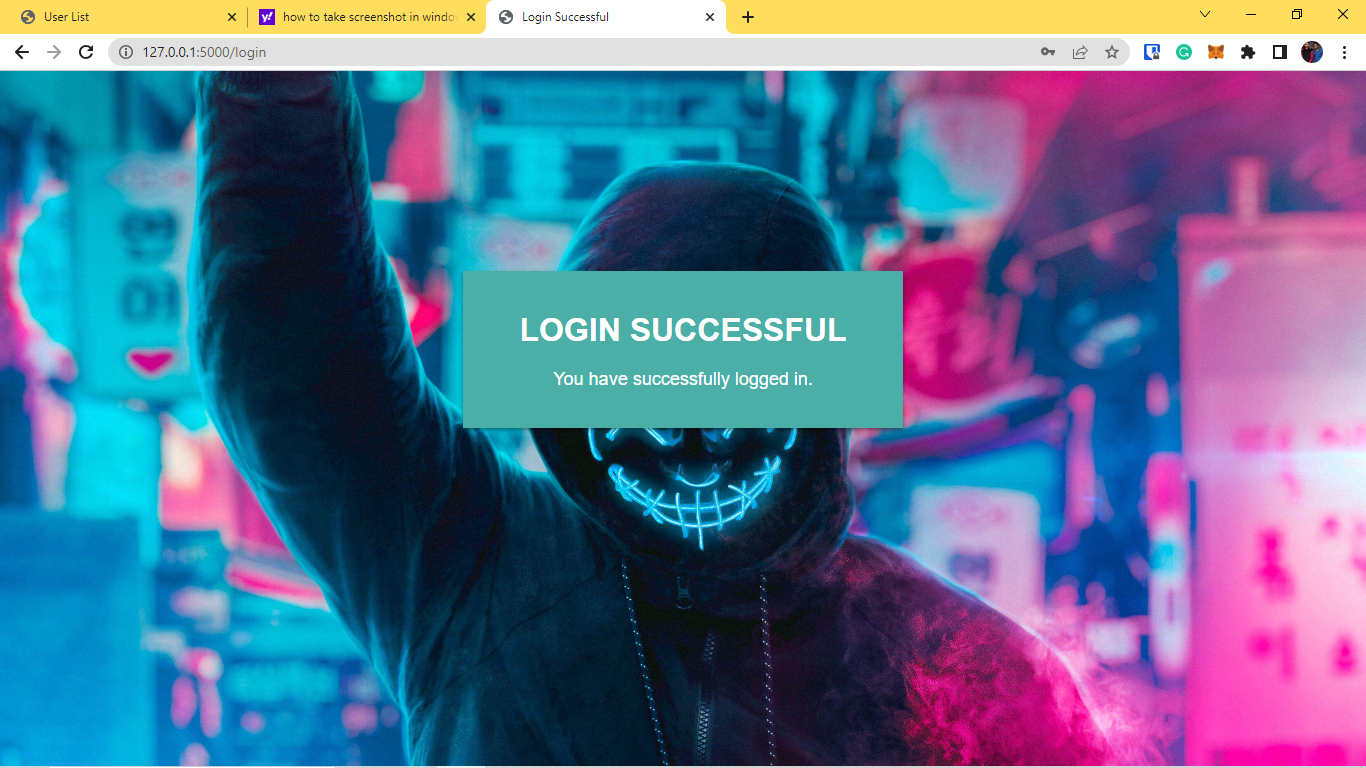 User List
how to take screenshot in windo
Login Successful
127.0.0.1:5000/login
LOGIN SUCCESSFUL
You have successfully logged in.